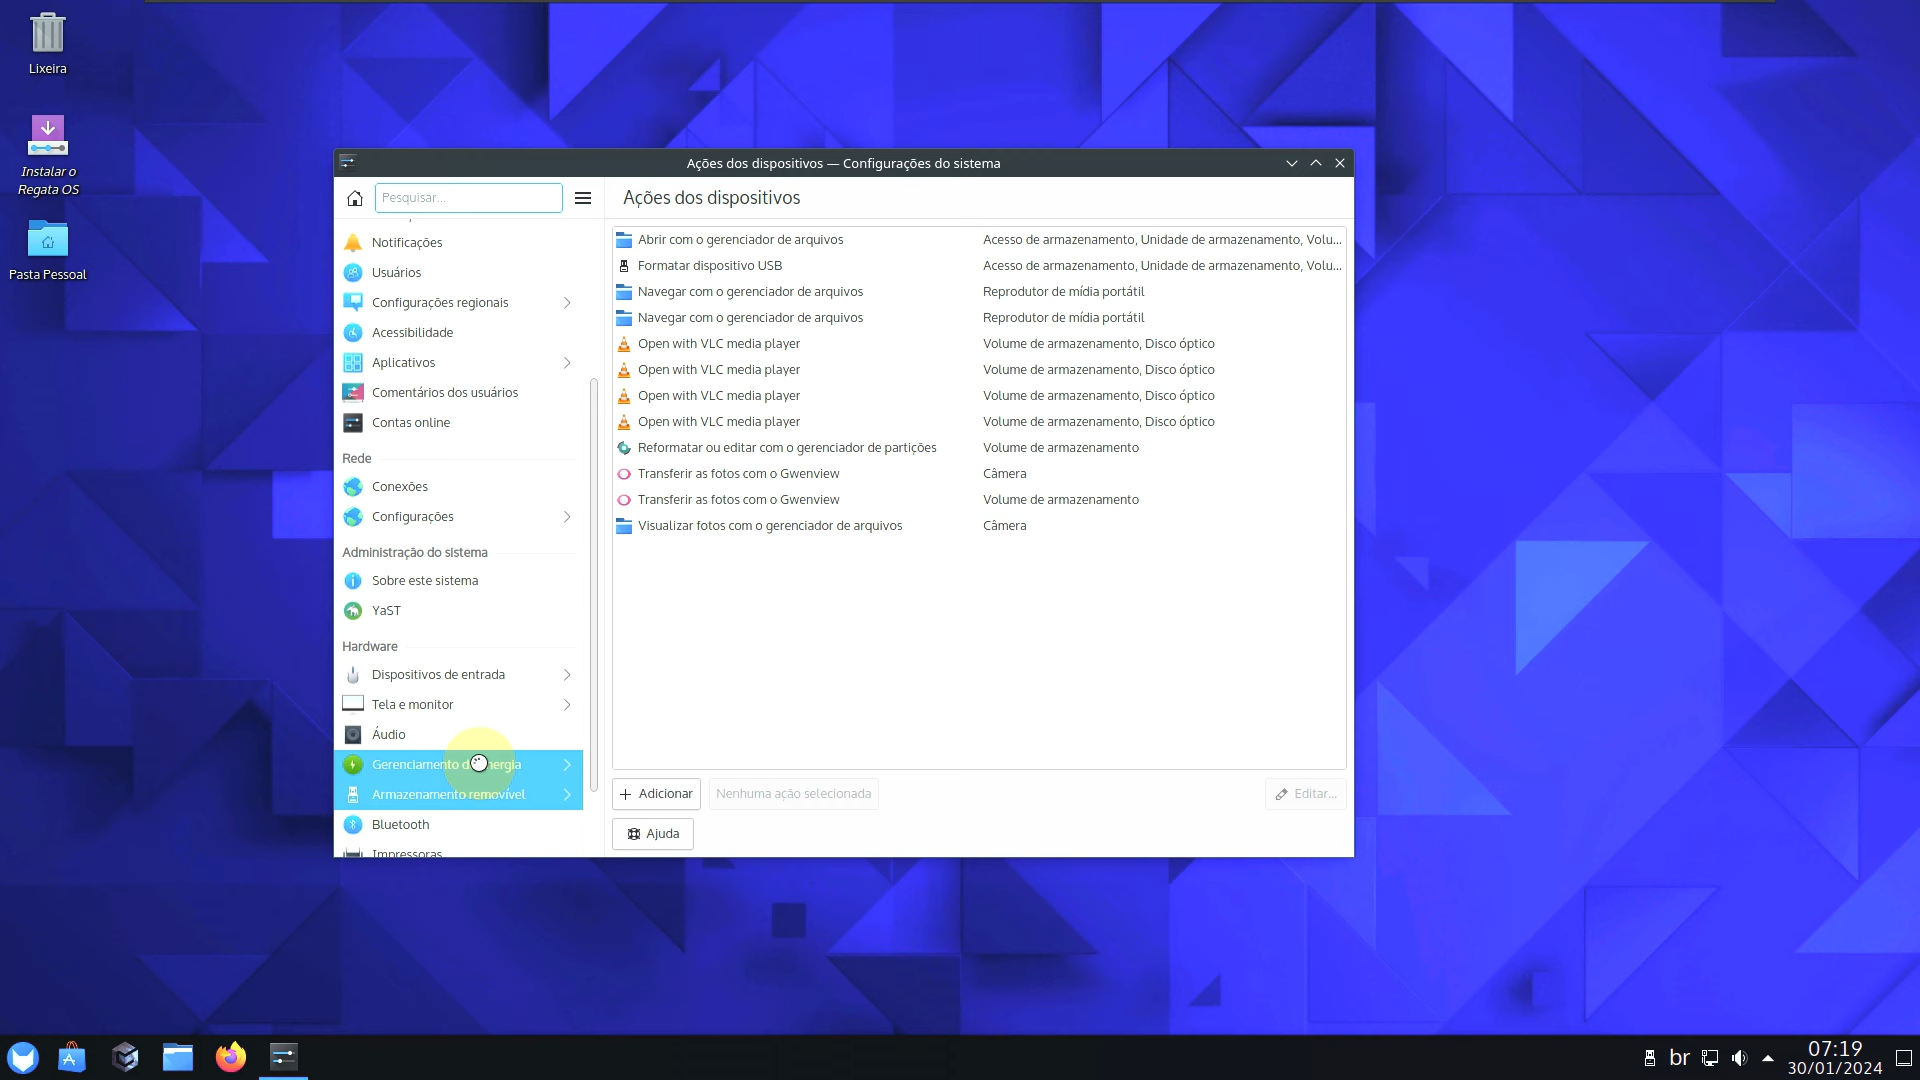 Lixeira
Instalar o
Regata OS
Pasta Pessoal
Ações dos dispositivos — Configurações do sistema
Pesquisar...
Ações dos dispositivos
Notificações
Usuários
Configurações regionais
Acessibilidade
Aplicativos
Comentários dos usuários
Contas online
Rede
Conexões
Configurações
Administração do sistema
Sobre este sistema
YaST
Hardware
Dispositivos de entrada
Tela e monitor
Áudio
Gerenciamento de energia
Armazenamento removível
Bluetooth
Impressoras
Abrir com o gerenciador de arquivos Acesso de armazenamento, Unidade de armazenamento, Volu...
Formatar dispositivo USB Acesso de armazenamento, Unidade de armazenamento, Volu...
Navegar com o gerenciador de arquivos Reprodutor de mídia portátil
Navegar com o gerenciador de arquivos Reprodutor de mídia portátil
Open with VLC media player Volume de armazenamento, Disco óptico
Open with VLC media player Volume de armazenamento, Disco óptico
Open with VLC media player Volume de armazenamento, Disco óptico
Open with VLC media player Volume de armazenamento, Disco óptico
Reformatar ou editar com o gerenciador de partições Volume de armazenamento
Transferir as fotos com o Gwenview Câmera
Transferir as fotos com o Gwenview Volume de armazenamento
Visualizar fotos com o gerenciador de arquivos Câmera
Adicionar Nenhuma ação selecionada Editar...
Ajuda
br
07:19
30/01/2024